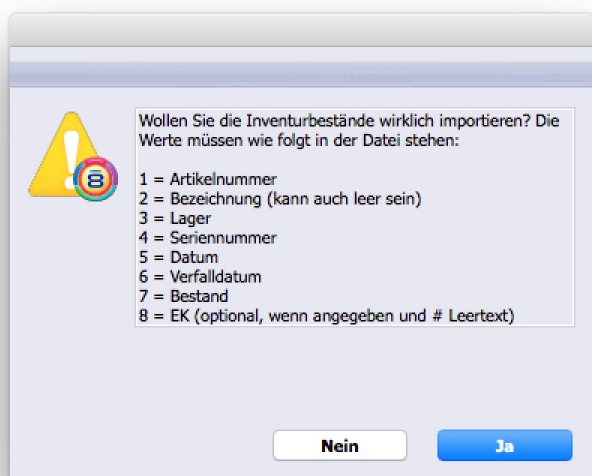 Wollen Sie die Inventurbestände wirklich importieren? Die
Werte müssen wie folgt in der Datei stehen:
1 = Artikelnummer
2 = Bezeichnung (kann auch leer sein)
3 = Lager
4 = Seriennummer
5 = Datum
6 = Verfalldatum
7 = Bestand
8 = EK (optional, wenn angegeben und # Leertext)
8
Nein
Ja